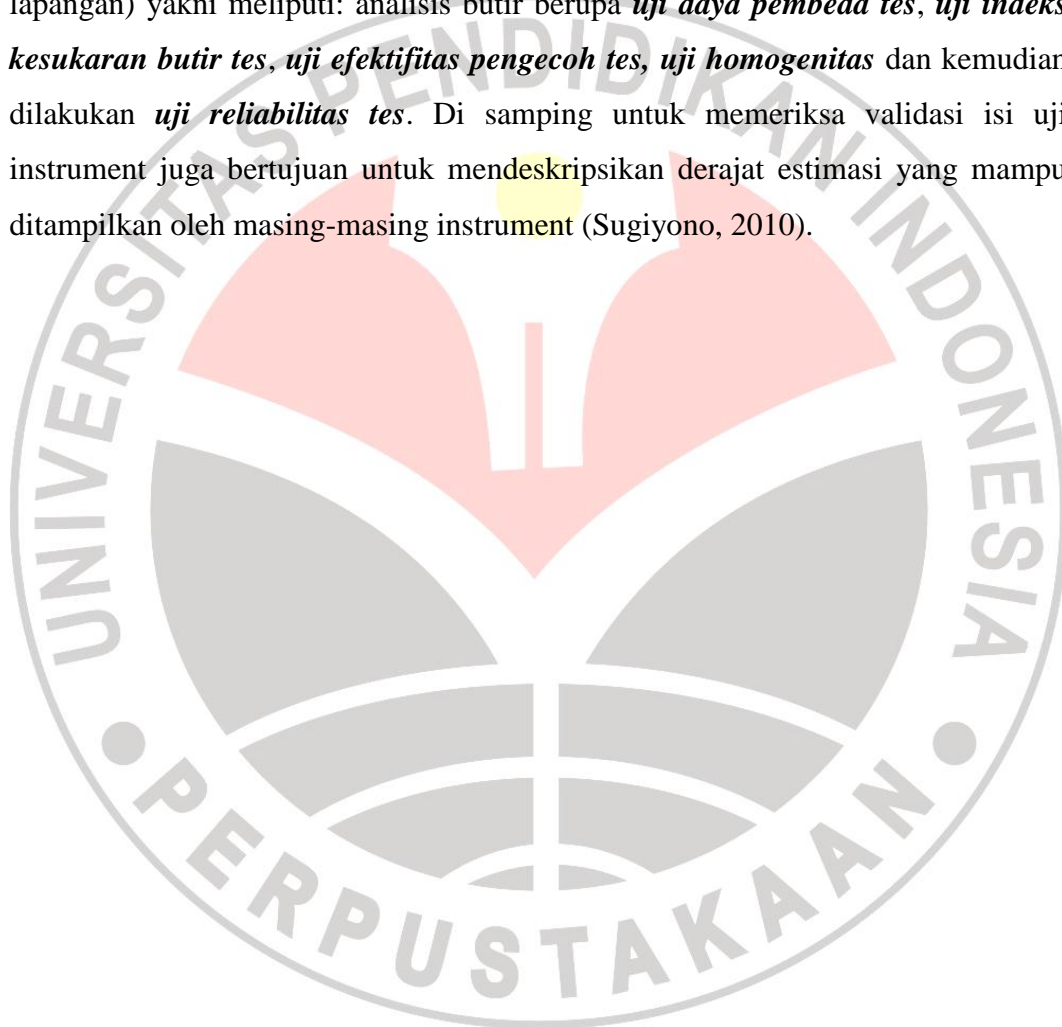 lapangan) yakni meliputi: analisis butir berupa uji daya pembeda tes, uji indeks
kesukaran butir tes, uji efektifitas pengecoh tes, uji homogenitas dan kemudian
dilakukan uji reliabilitas tes. Di samping untuk memeriksa validasi isi uji
instrument juga bertujuan untuk mendeskripsikan derajat estimasi yang mampu
ditampilkan oleh masing-masing instrument (Sugiyono, 2010).
UNIVERSITAS PENDIDIKAN INDONESIA
PERPUSTAKAAN